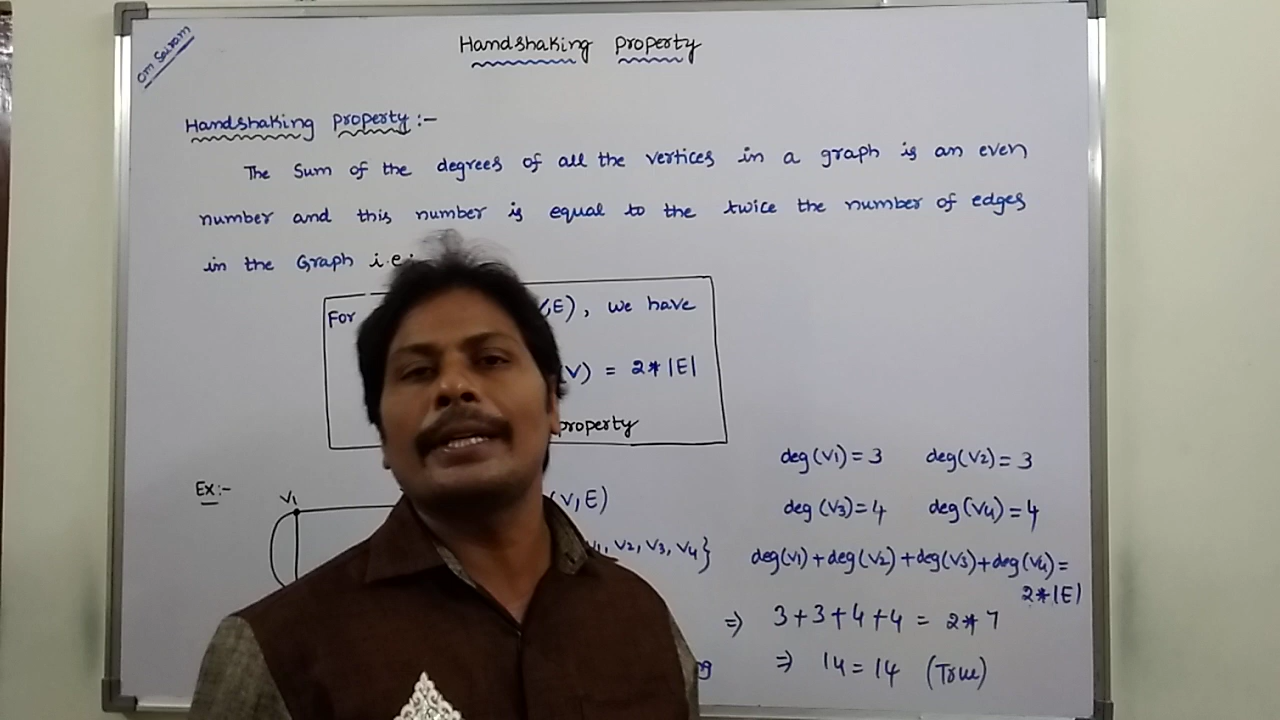 Om Sairam
Handshaking property
Handshaking property :-
The Sum of the degrees of all the vertices in a graph is an even
number and this number is equal to the twice the number of edges
in the Graph i.e.
For ,E), we have
(V) = 2*|E|
property
Ex:-
V1
(V,E)
V1, V2, V3, V4}
deg(V1)=3 deg(V2)=3
deg(V3)=4 deg(V4)=4
deg(V1)+deg(V2)+deg(V3)+deg(V4)=
2*|E|
⇒ 3+3+4+4 = 2*7
⇒ 14=14 (True)